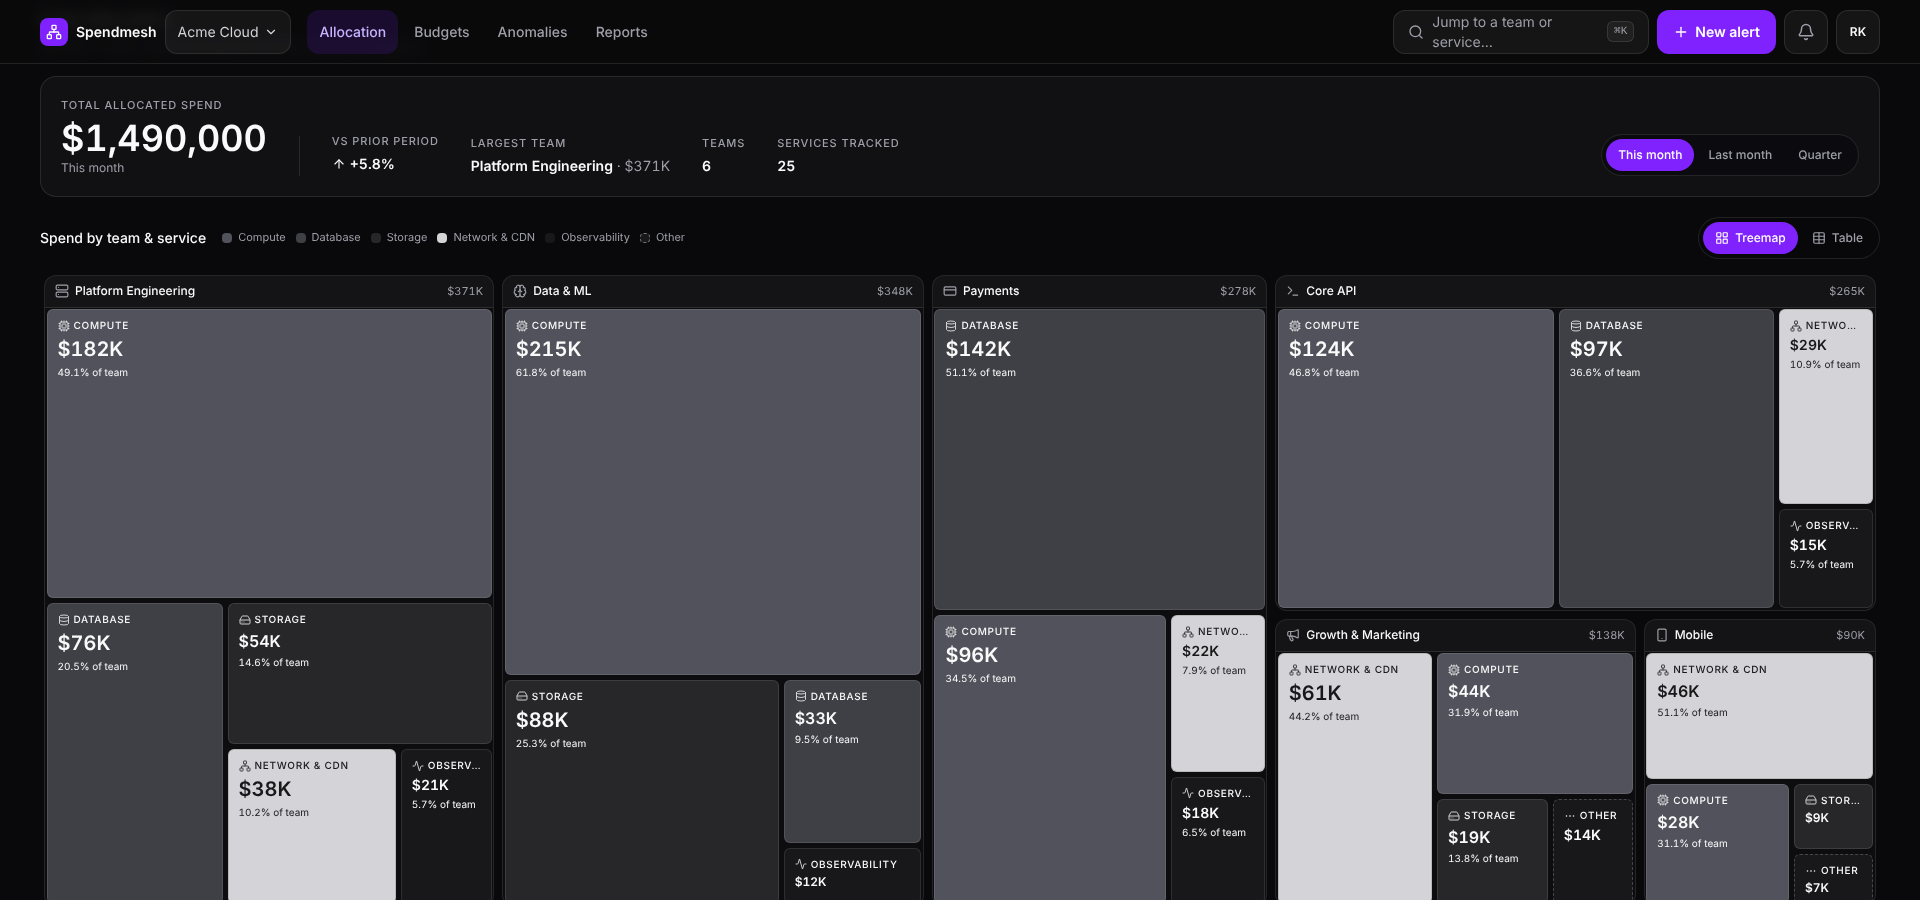 Spendmesh
Acme Cloud
Allocation
Budgets
Anomalies
Reports
Jump to a team or
service...
⌘K
New alert
RK
TOTAL ALLOCATED SPEND
$1,490,000
This month
VS PRIOR PERIOD
↑ +5.8%
LARGEST TEAM
Platform Engineering · $371K
TEAMS
6
SERVICES TRACKED
25
This month
Last month
Quarter
Spend by team & service
Compute
Database
Storage
Network & CDN
Observability
Other
Treemap
Table
Platform Engineering
$371K
COMPUTE
$182K
49.1% of team
DATABASE
$76K
20.5% of team
STORAGE
$54K
14.6% of team
NETWORK & CDN
$38K
10.2% of team
OBSERV...
$21K
5.7% of team
Data & ML
$348K
COMPUTE
$215K
61.8% of team
STORAGE
$88K
25.3% of team
DATABASE
$33K
9.5% of team
OBSERVABILITY
$12K
Payments
$278K
DATABASE
$142K
51.1% of team
COMPUTE
$96K
34.5% of team
NETWO...
$22K
7.9% of team
OBSERV...
$18K
6.5% of team
Core API
$265K
COMPUTE
$124K
46.8% of team
DATABASE
$97K
36.6% of team
NETWO...
$29K
10.9% of team
OBSERV...
$15K
5.7% of team
Growth & Marketing
$138K
NETWORK & CDN
$61K
44.2% of team
COMPUTE
$44K
31.9% of team
STORAGE
$19K
13.8% of team
OTHER
$14K
Mobile
$90K
NETWORK & CDN
$46K
51.1% of team
COMPUTE
$28K
31.1% of team
STOR...
$9K
OTHER
$7K